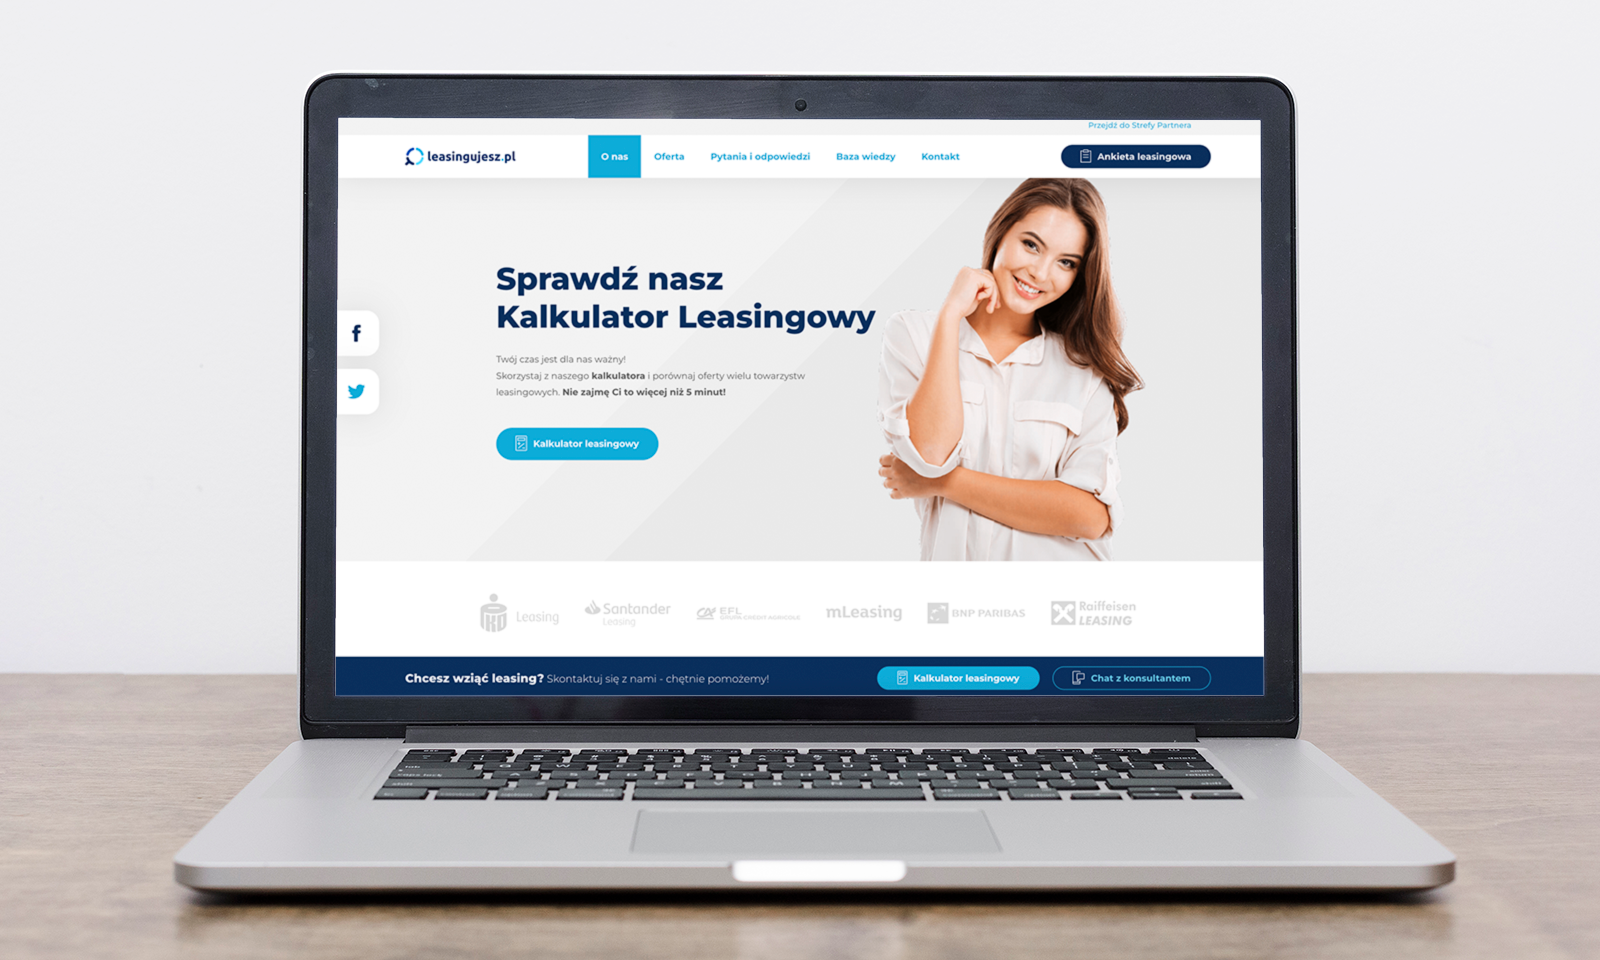 Przejdź do Strefy Partnera
leasingujesz.pl
O nas
Oferta
Pytania i odpowiedzi
Baza wiedzy
Kontakt
Ankieta leasingowa
Sprawdź nasz
Kalkulator Leasingowy
Twój czas jest dla nas ważny!
Skorzystaj z naszego kalkulatora i porównaj oferty wielu towarzystw
leasingowych. Nie zajmę Ci to więcej niż 5 minut!
Kalkulator leasingowy
Leasing
Santander
Leasing
EFL
GRUPA CRÉDIT AGRICOLE
mLeasing
BNP PARIBAS
Raiffeisen
LEASING
Chcesz wziąć leasing? Skontaktuj się z nami - chętnie pomożemy!
Kalkulator leasingowy
Chat z konsultantem